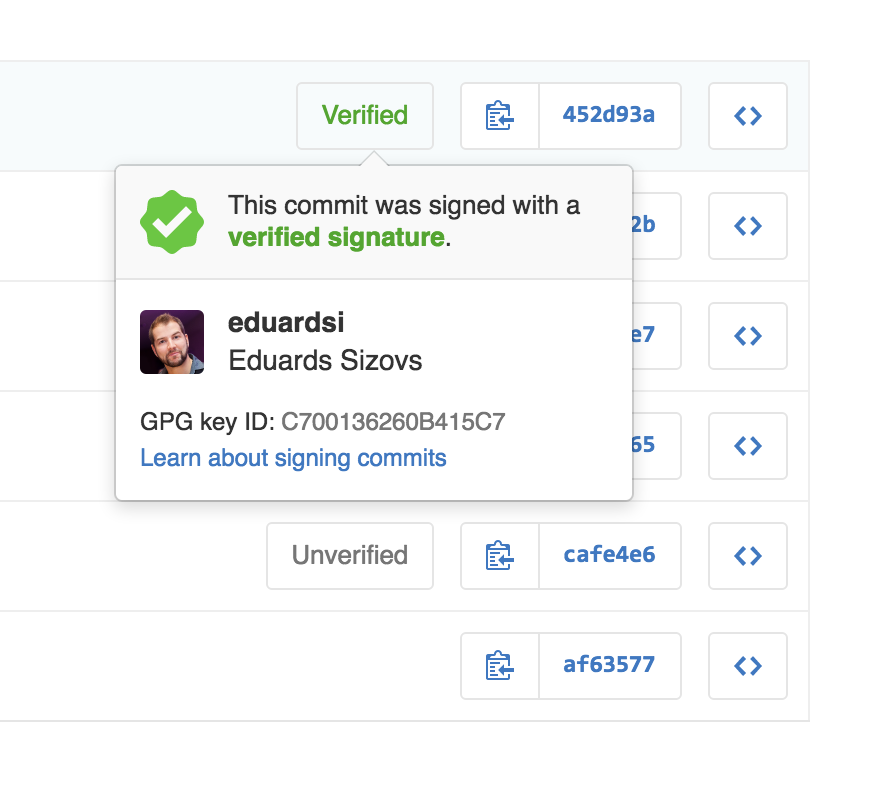 Verified 452d93a
This commit was signed with a
verified signature.
2b
eduardsi
Eduards Sizovs
e7
GPG key ID: C700136260B415C7
65
Learn about signing commits
Unverified cafe4e6
af63577